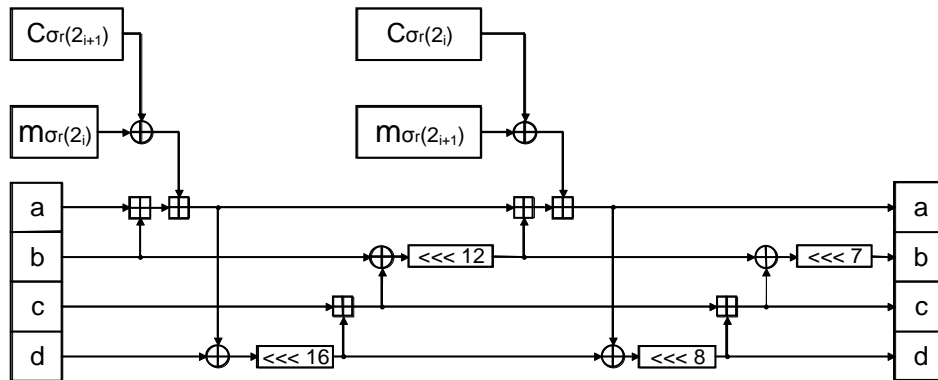 Cσr(2i+1) Cσr(2i)
mσr(2i) mσr(2i+1)
a a
b <<< 12 <<< 7 b
c c
d <<< 16 <<< 8 d